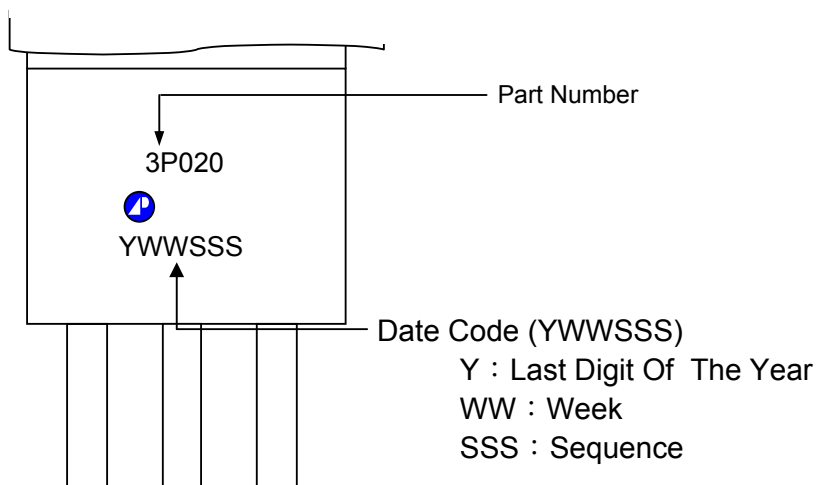 Part Number
3P020
YWWSSS
Date Code (YWWSSS)
Y：Last Digit Of The Year
WW：Week
SSS：Sequence